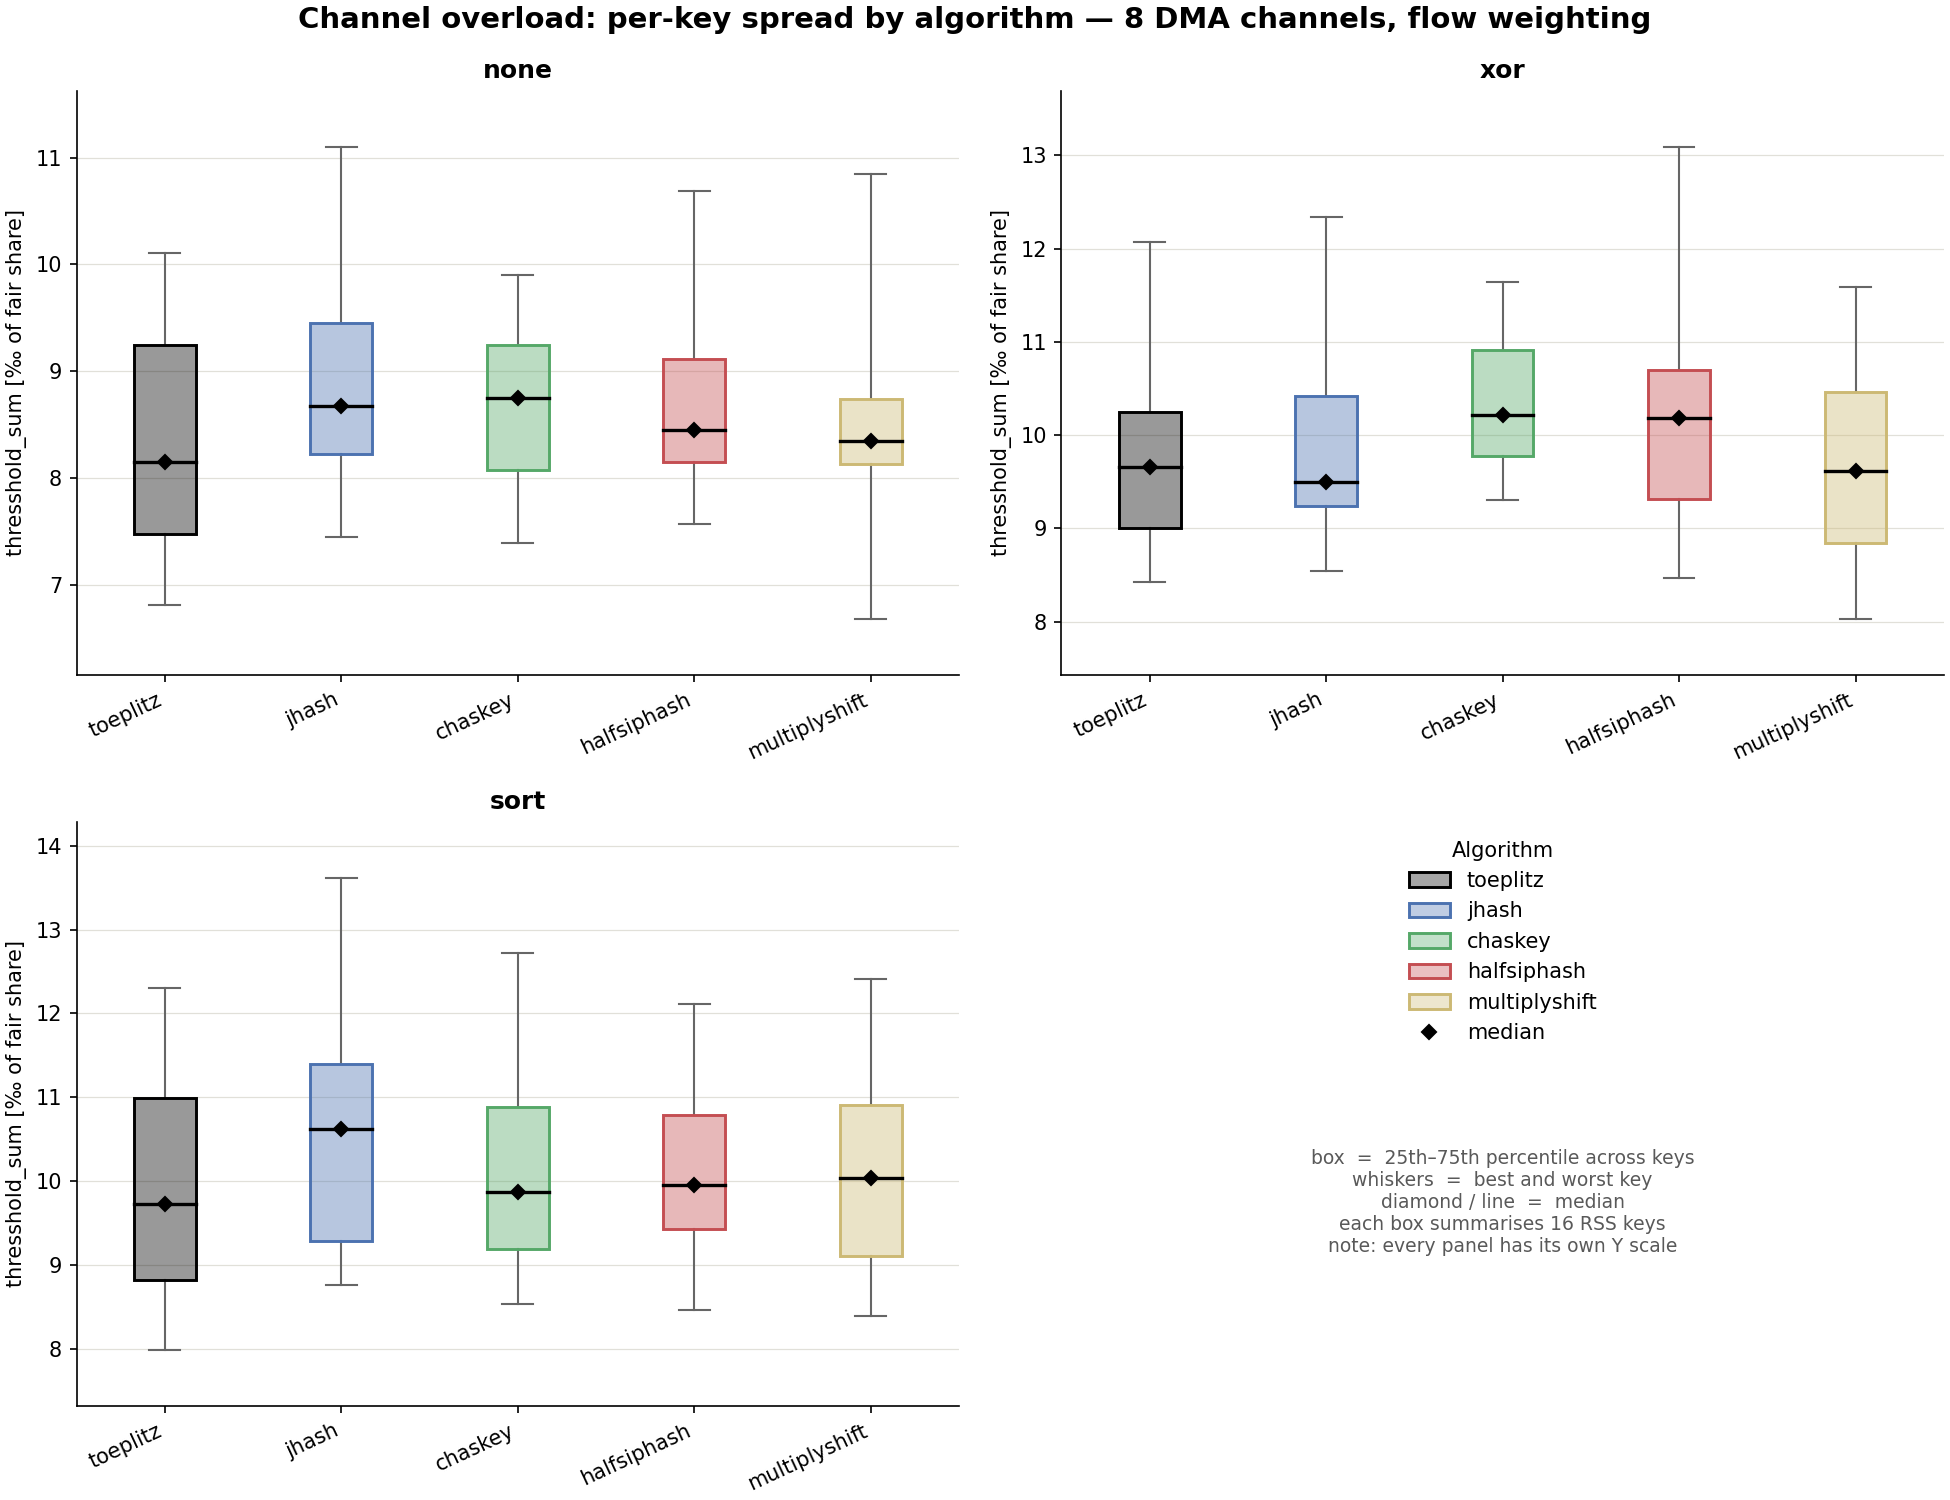 Channel overload: per-key spread by algorithm — 8 DMA channels, flow weighting
none
thresshold_sum [‰ of fair share]
11
10
9
8
7
toeplitz
jhash
chaskey
halfsiphash
multiplyshift
xor
thresshold_sum [‰ of fair share]
13
12
11
10
9
8
toeplitz
jhash
chaskey
halfsiphash
multiplyshift
sort
thresshold_sum [‰ of fair share]
14
13
12
11
10
9
8
toeplitz
jhash
chaskey
halfsiphash
multiplyshift
Algorithm
toeplitz
jhash
chaskey
halfsiphash
multiplyshift
median
box = 25th–75th percentile across keys
whiskers = best and worst key
diamond / line = median
each box summarises 16 RSS keys
note: every panel has its own Y scale